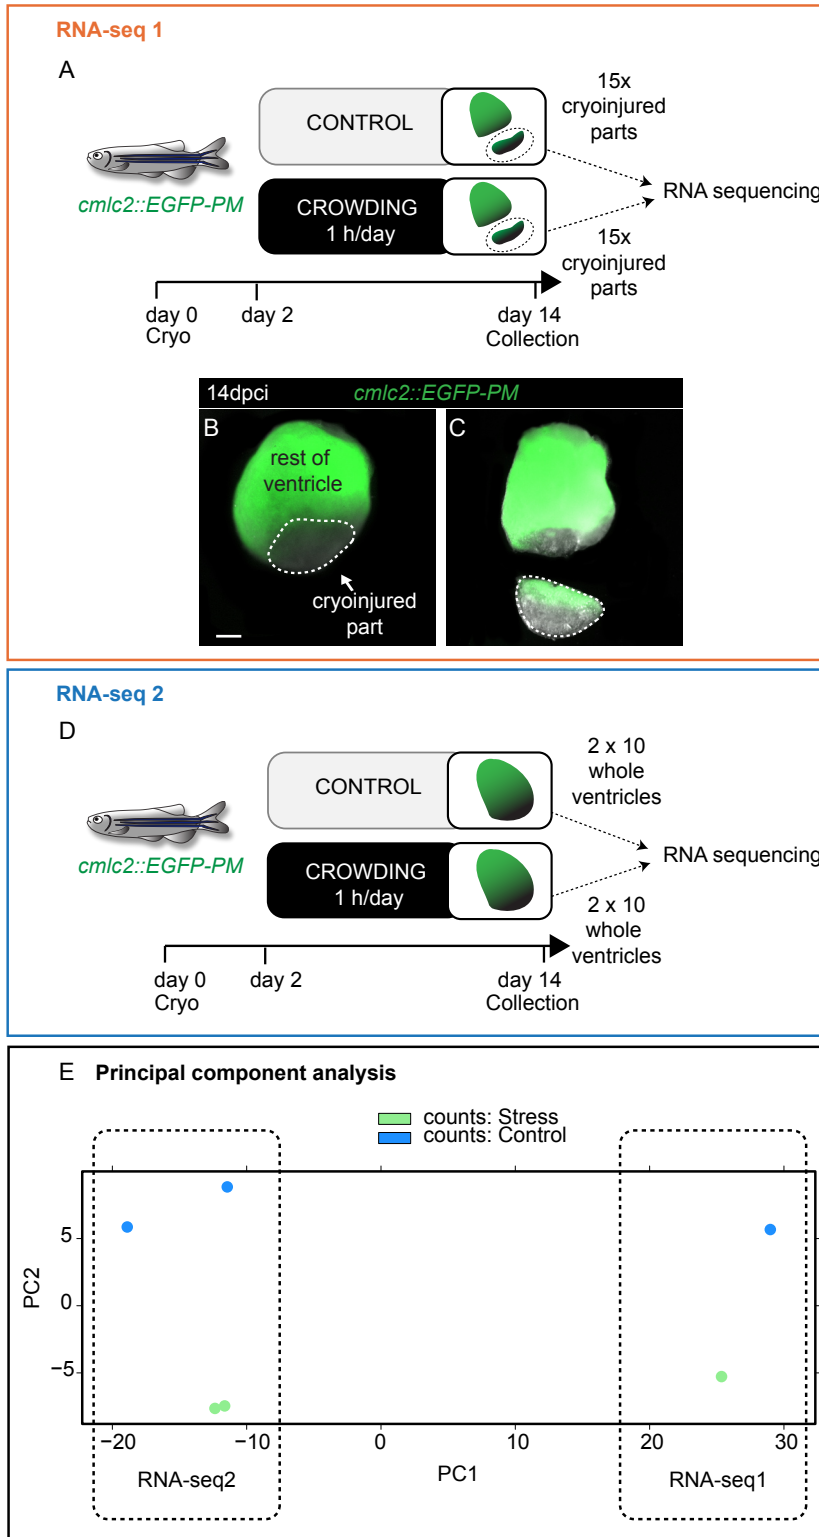 RNA-seq 1
A
CONTROL
15x
cryoinjured
parts
cmlc2::EGFP-PM
CROWDING
1 h/day
RNA sequencing
15x
cryoinjured
parts
day 0
Cryo
day 2
day 14
Collection
14dpci
cmlc2::EGFP-PM
B
rest of
ventricle
cryoinjured
part
C
RNA-seq 2
D
CONTROL
2 x 10
whole
ventricles
cmlc2::EGFP-PM
CROWDING
1 h/day
RNA sequencing
2 x 10
whole
ventricles
day 0
Cryo
day 2
day 14
Collection
E Principal component analysis
counts: Stress
counts: Control
PC2
5
0
−5
−20 −10 0 10 20 30
RNA-seq2
PC1
RNA-seq1